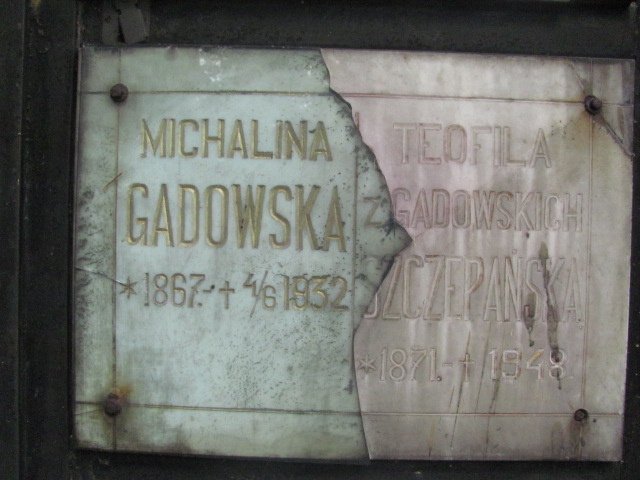 MICHALINA
GADOWSKA
*1867.-+ 4/6 1932
TEOFILA
Z GADOWSKICH
SZCZEPAŃSKA
*1871.-+ 1948.